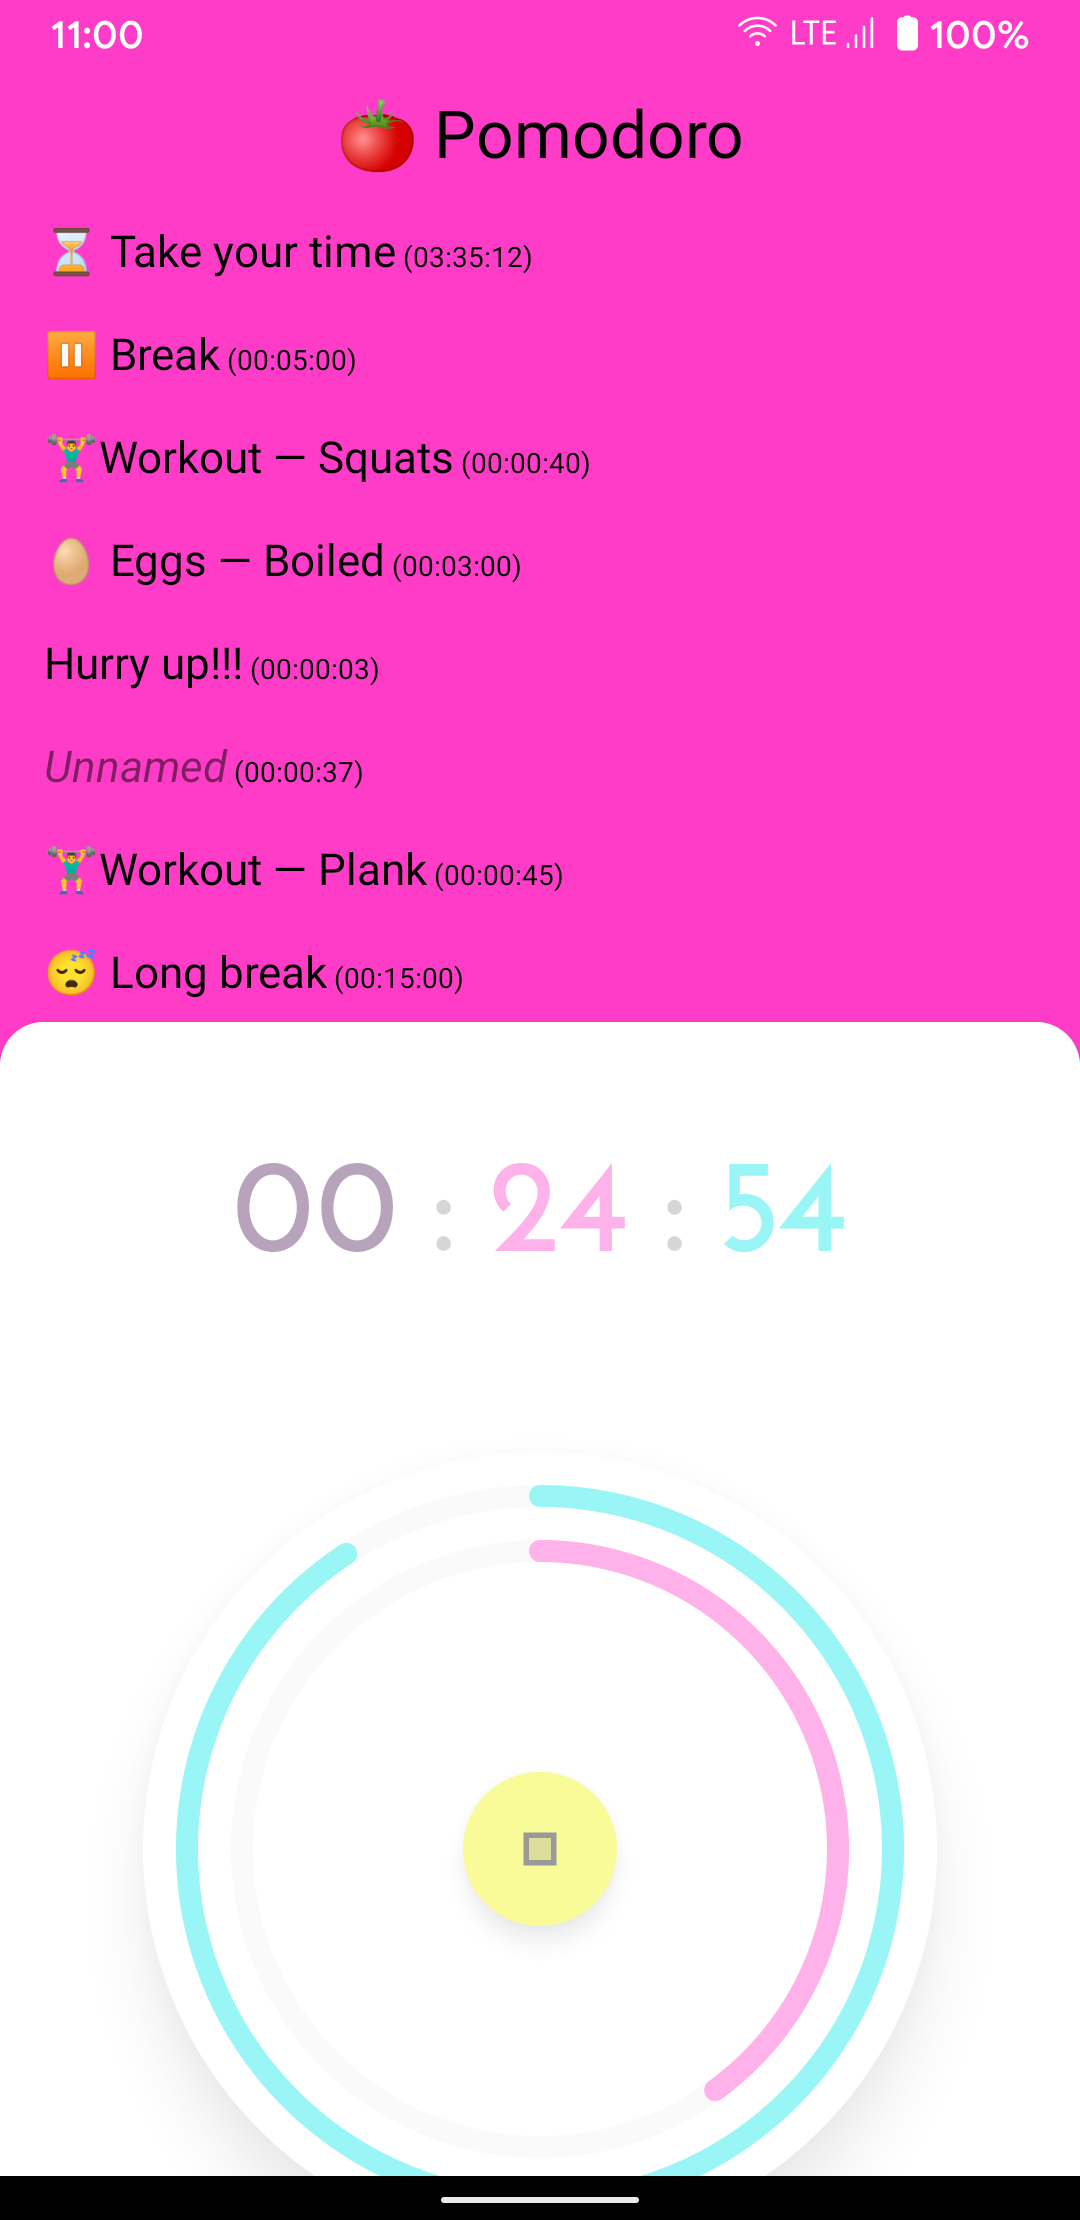 11:00 LTE 100%
🍅 Pomodoro
⏳ Take your time (03:35:12)
⏸️ Break (00:05:00)
🏋️‍♂️Workout — Squats (00:00:40)
🥚 Eggs — Boiled (00:03:00)
Hurry up!!! (00:00:03)
Unnamed (00:00:37)
🏋️‍♂️Workout — Plank (00:00:45)
😴 Long break (00:15:00)
00 : 24 : 54